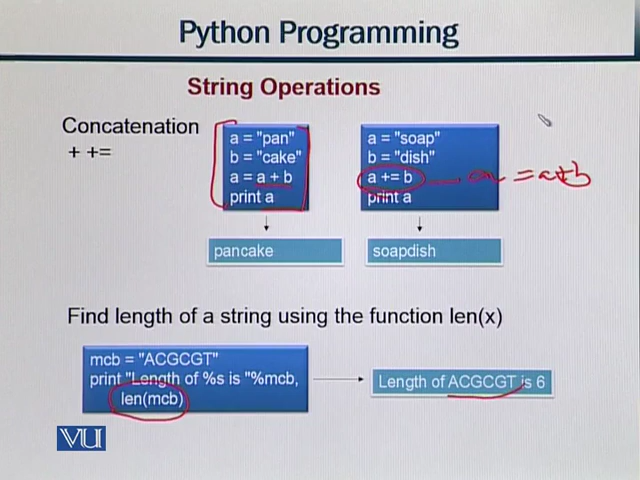 Python Programming
String Operations
Concatenation
+ +=
a = "pan"
b = "cake"
a = a + b
print a
a = "soap"
b = "dish"
a += b
print a
a = a+b
pancake
soapdish
Find length of a string using the function len(x)
mcb = "ACGCGT"
print "Length of %s is "%mcb,
len(mcb)
Length of ACGCGT is 6
VU